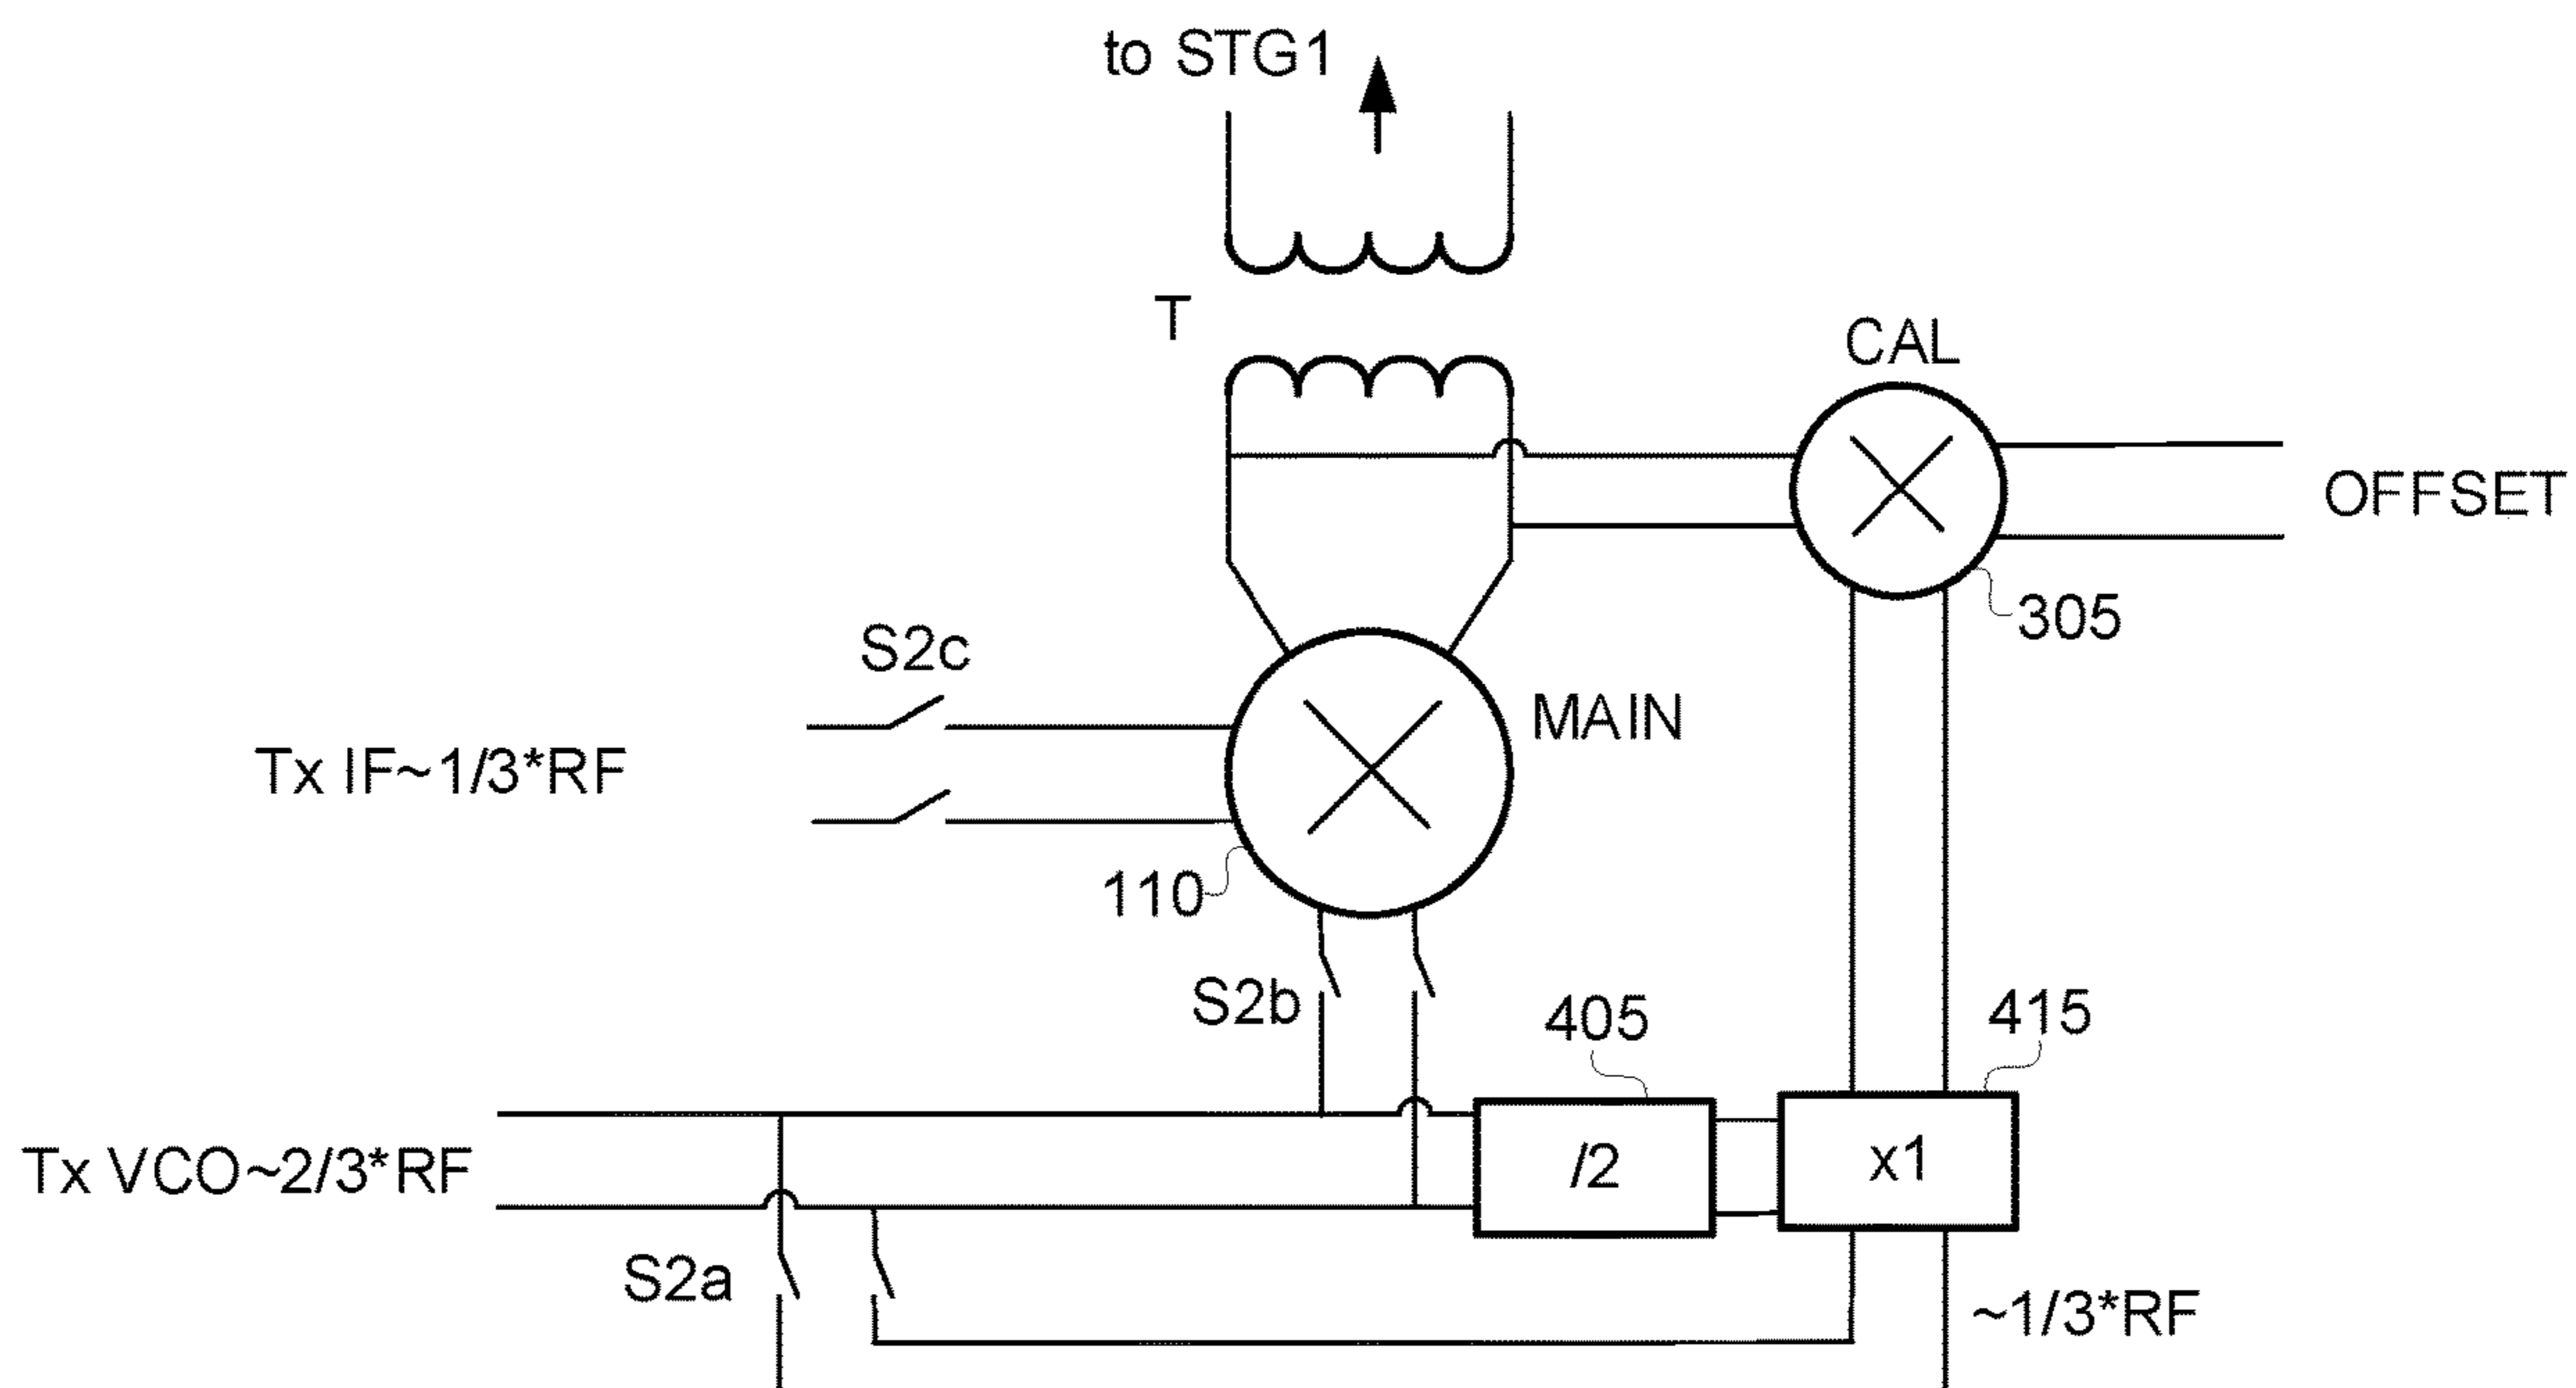 to STG1
T
CAL
OFFSET
305
S2c
MAIN
Tx IF~1/3*RF
110
S2b
405
415
Tx VCO~2/3*RF
/2
x1
S2a
~1/3*RF